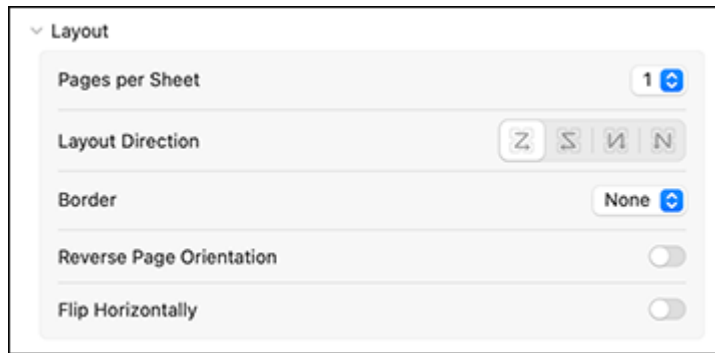 Layout
Pages per Sheet 1
Layout Direction
Border None
Reverse Page Orientation
Flip Horizontally